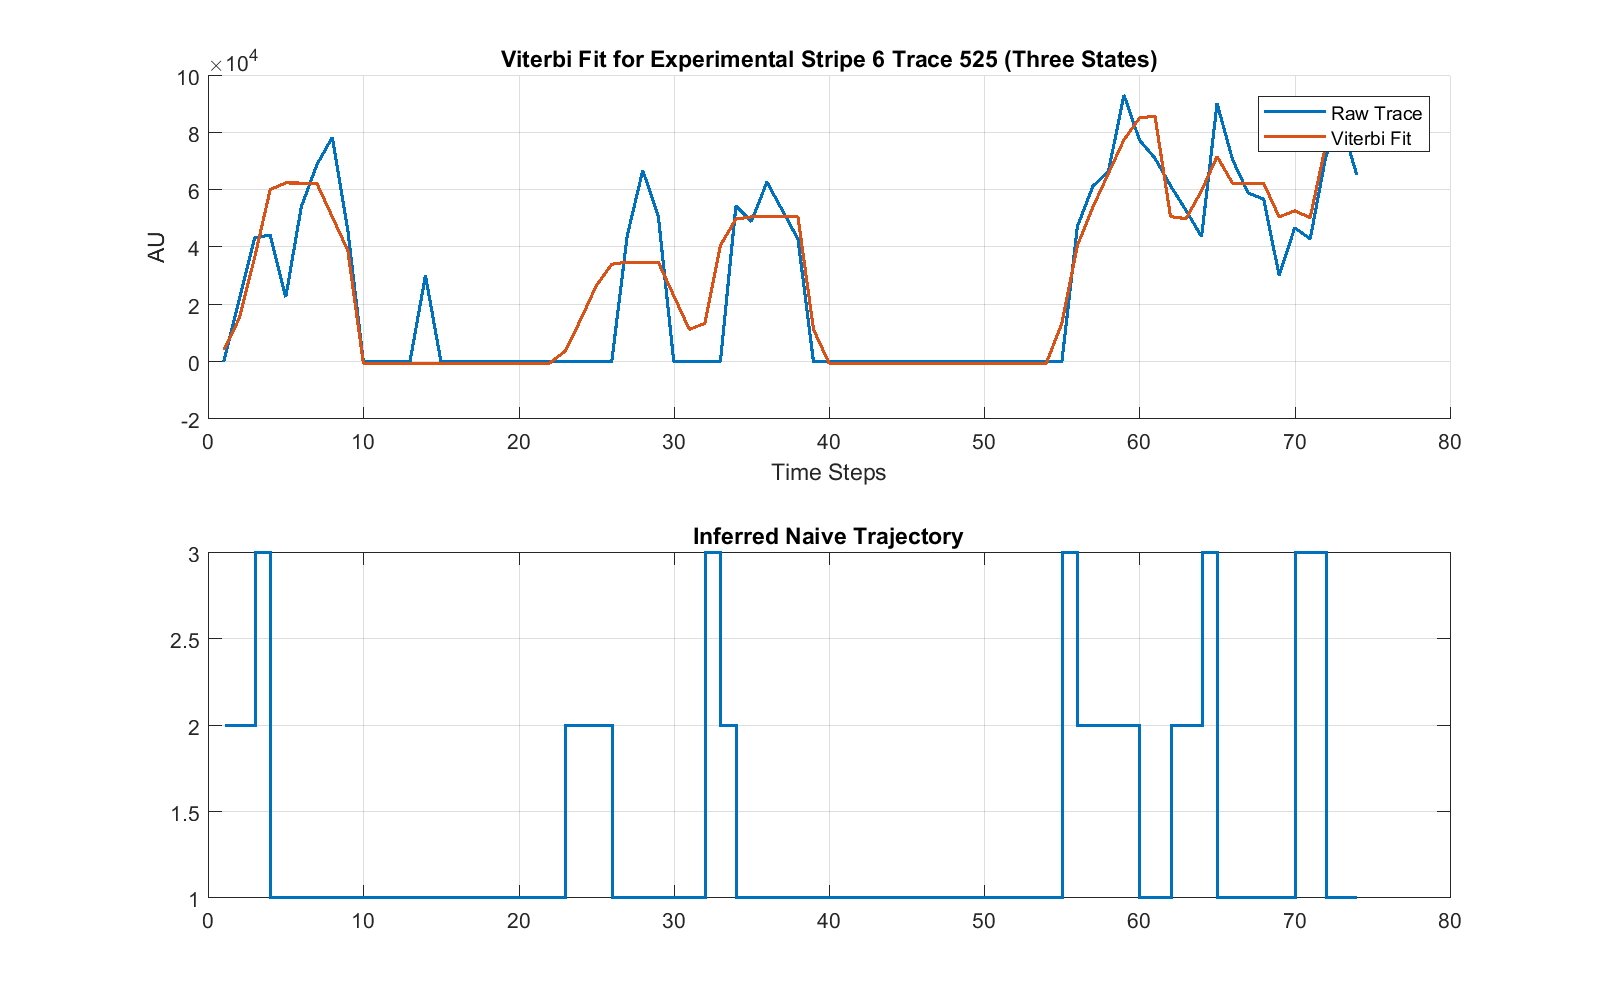 Viterbi Fit for Experimental Stripe 6 Trace 525 (Three States)
×10^4
10
8
6
4
2
0
-2
AU
Raw Trace
Viterbi Fit
0 10 20 30 40 50 60 70 80
Time Steps
Inferred Naive Trajectory
3
2.5
2
1.5
1
0 10 20 30 40 50 60 70 80